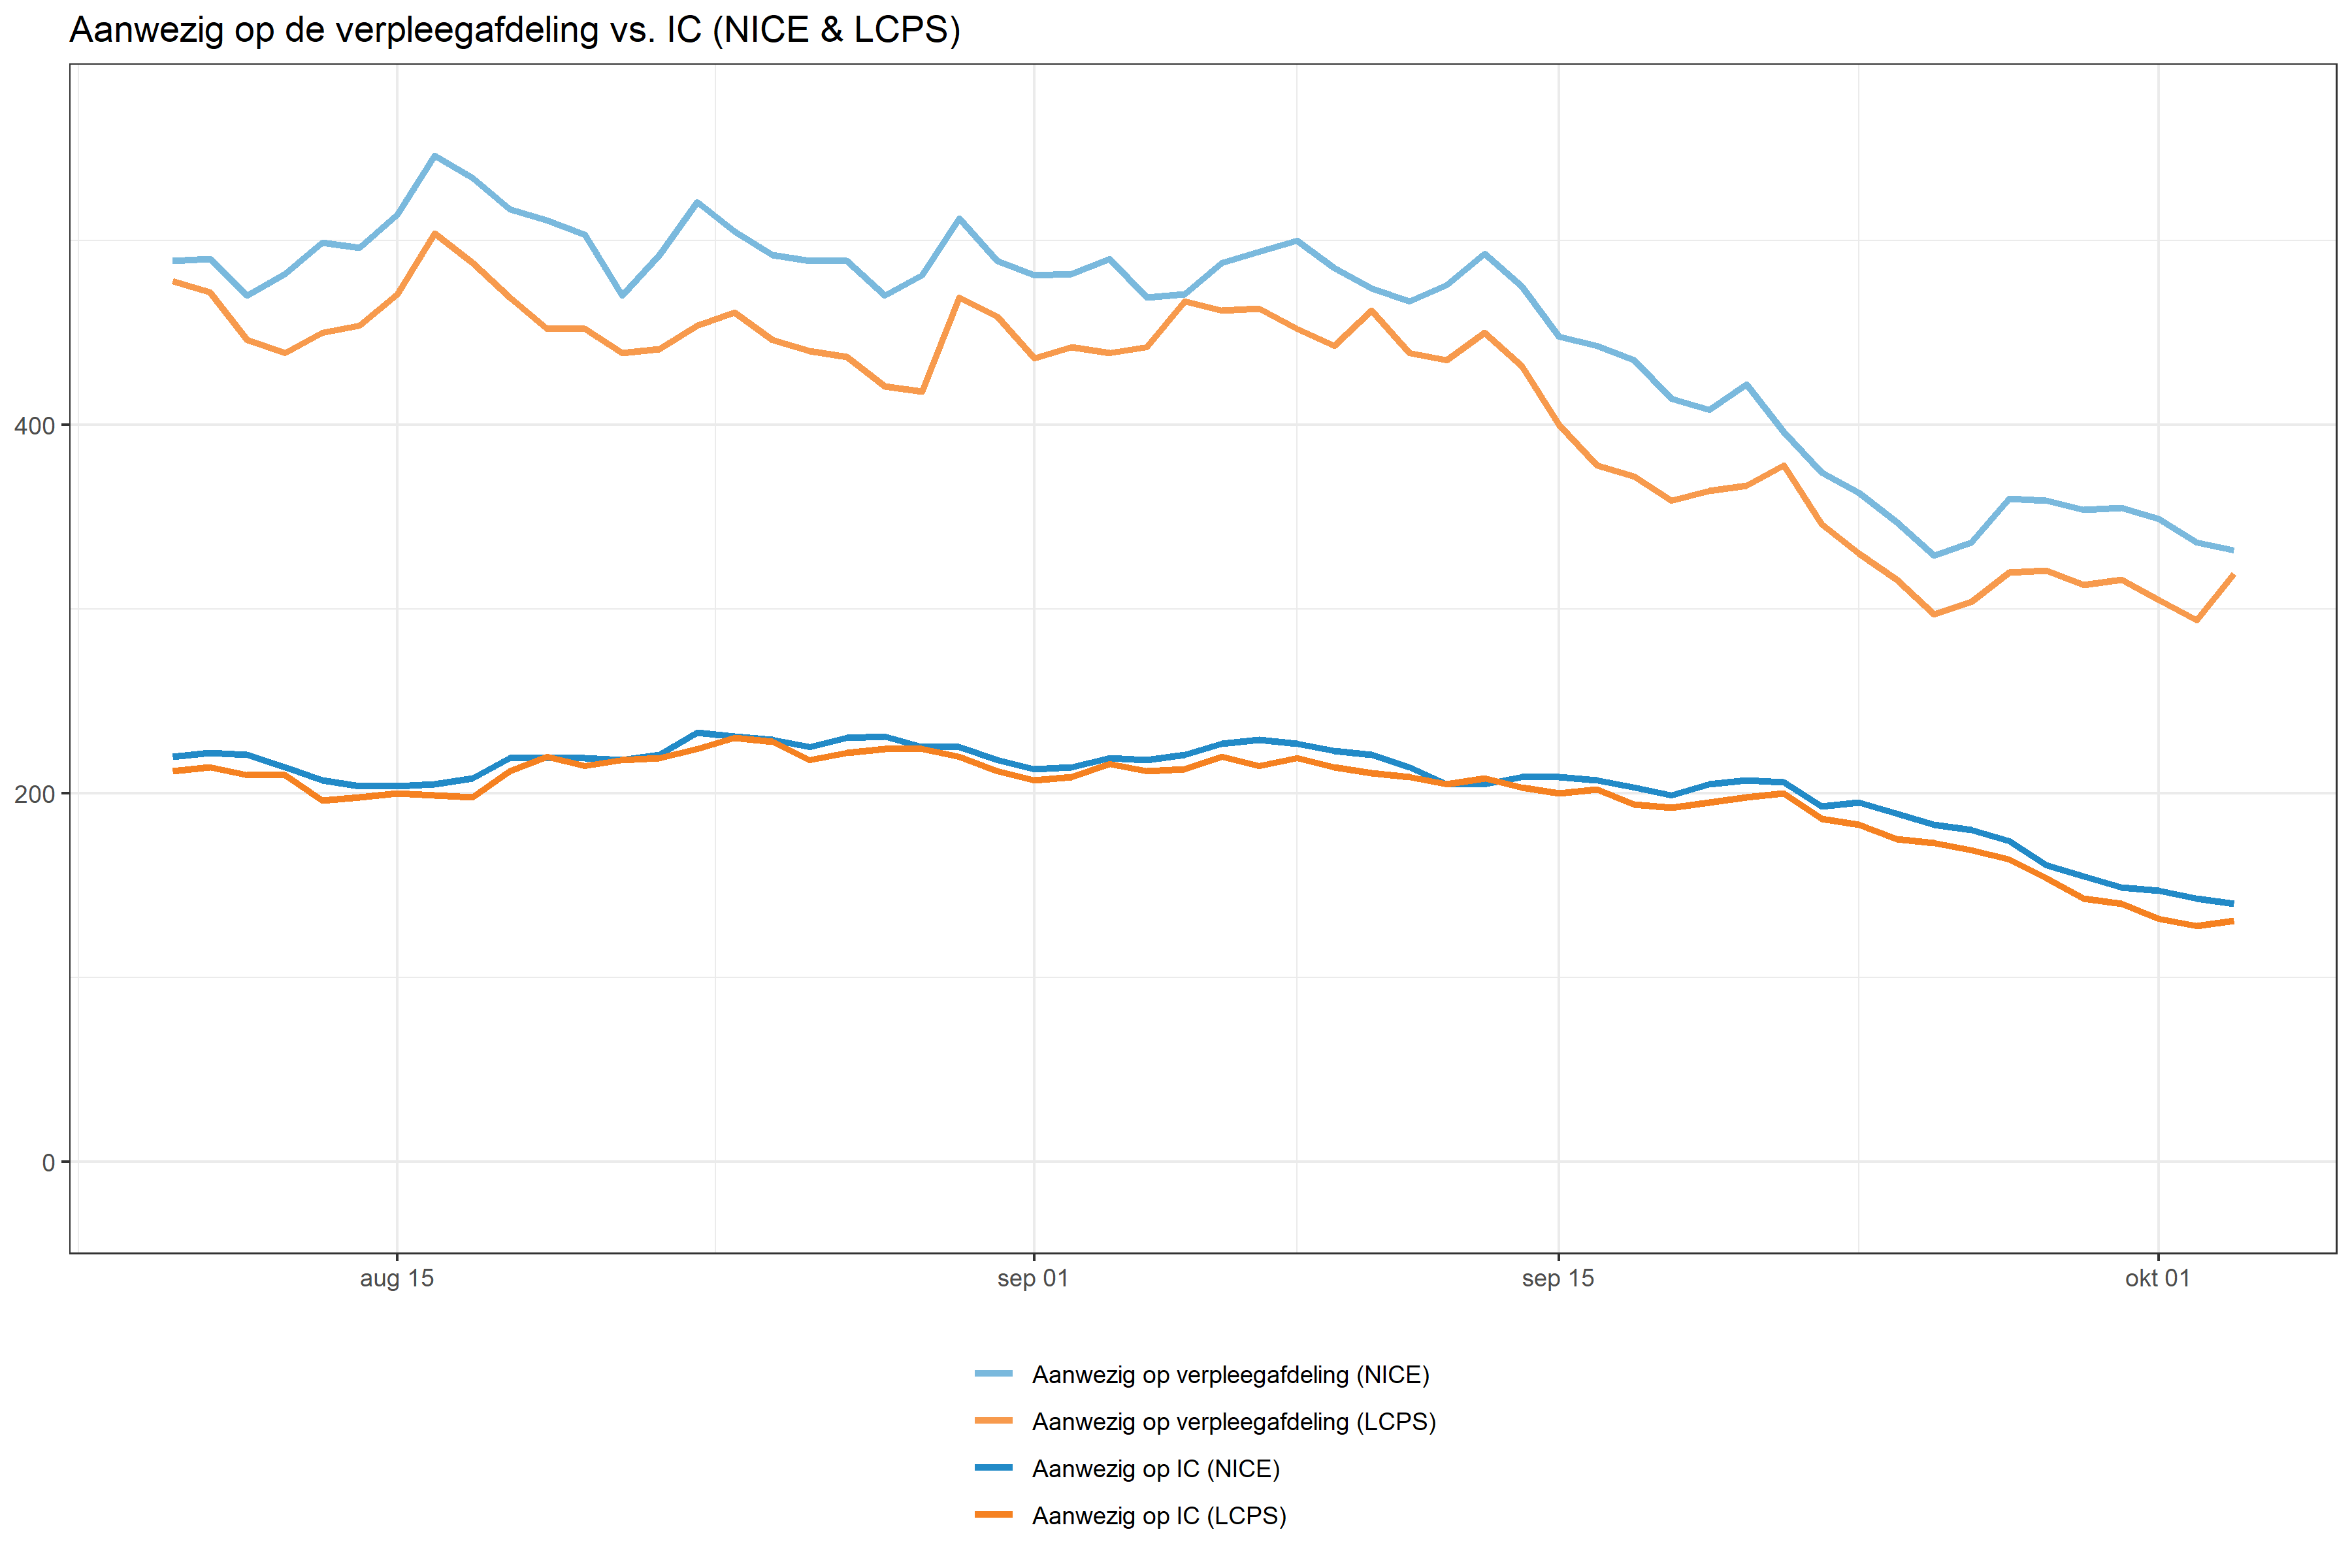 Aanwezig op de verpleegafdeling vs. IC (NICE & LCPS)
400
200
0
aug 15
sep 01
sep 15
okt 01
Aanwezig op verpleegafdeling (NICE)
Aanwezig op verpleegafdeling (LCPS)
Aanwezig op IC (NICE)
Aanwezig op IC (LCPS)